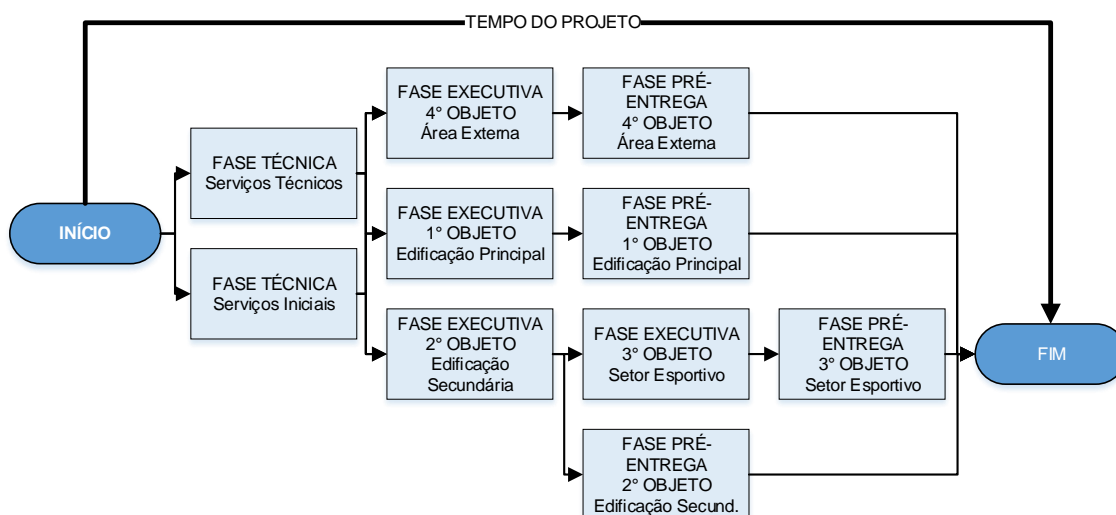 TEMPO DO PROJETO
INÍCIO
FASE TÉCNICA
Serviços Técnicos
FASE TÉCNICA
Serviços Iniciais
FASE EXECUTIVA
4° OBJETO
Área Externa
FASE PRÉ-
ENTREGA
4° OBJETO
Área Externa
FASE EXECUTIVA
1° OBJETO
Edificação Principal
FASE PRÉ-
ENTREGA
1° OBJETO
Edificação Principal
FASE EXECUTIVA
2° OBJETO
Edificação
Secundária
FASE EXECUTIVA
3° OBJETO
Setor Esportivo
FASE PRÉ-
ENTREGA
3° OBJETO
Setor Esportivo
FASE PRÉ-
ENTREGA
2° OBJETO
Edificação Secund.
FIM